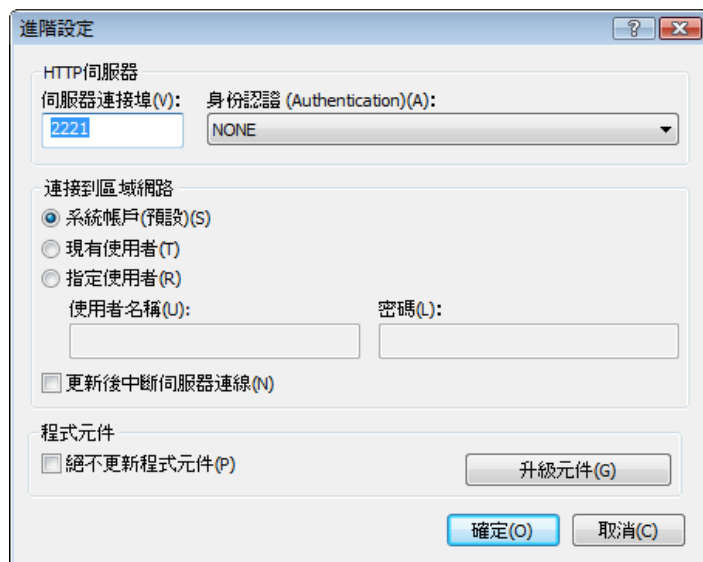 進階設定
HTTP伺服器
伺服器連接埠(V): 身份認證 (Authentication)(A):
2221 NONE
連接到區域網路
系統帳戶(預設)(S)
現有使用者(T)
指定使用者(R)
使用者名稱(U): 密碼(L):
更新後中斷伺服器連線(N)
程式元件
絕不更新程式元件(P)
升級元件(G)
確定(O) 取消(C)